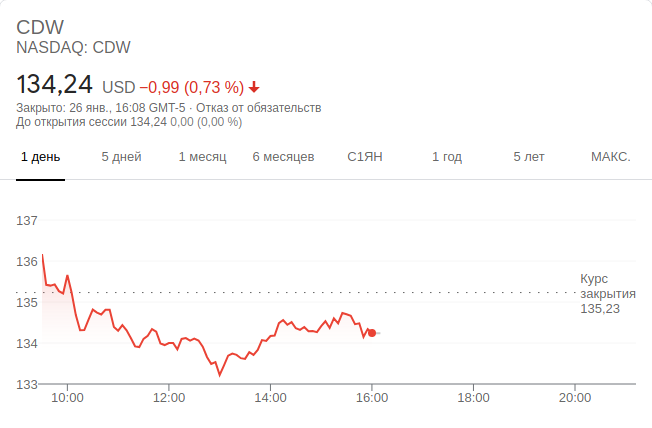 CDW
NASDAQ: CDW
134,24 USD −0,99 (0,73 %)
Закрыто: 26 янв., 16:08 GMT-5 · Отказ от обязательств
До открытия сессии 134,24 0,00 (0,00 %)
1 день 5 дней 1 месяц 6 месяцев С1ЯН 1 год 5 лет МАКС.
137
136
Курс
закрытия
135
135,23
134
133
10:00 12:00 14:00 16:00 18:00 20:00